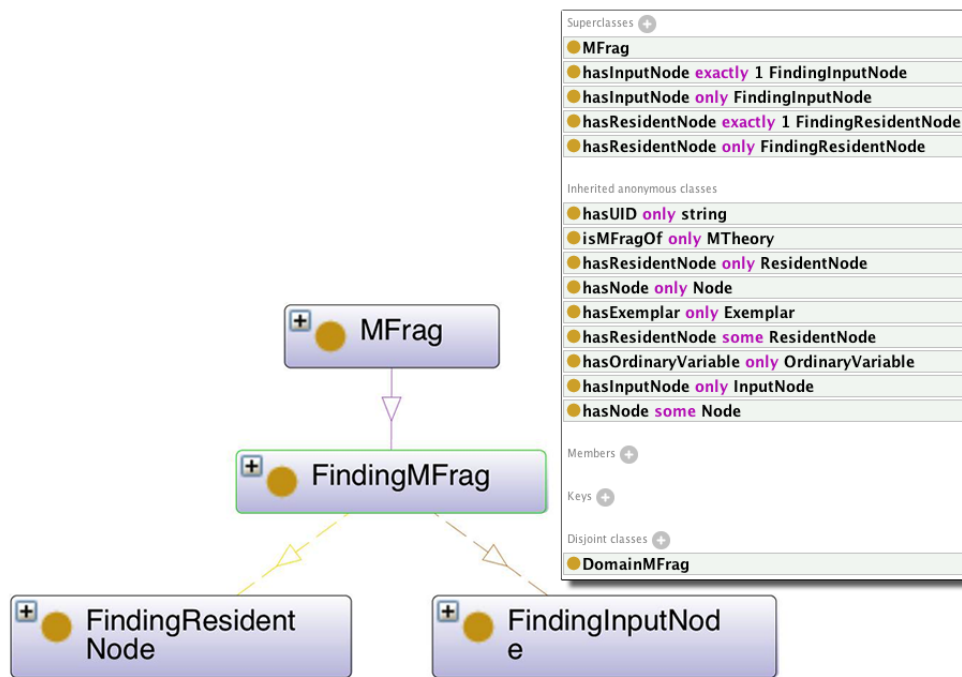 Superclasses
MFrag
hasInputNode exactly 1 FindingInputNode
hasInputNode only FindingInputNode
hasResidentNode exactly 1 FindingResidentNode
hasResidentNode only FindingResidentNode
Inherited anonymous classes
hasUID only string
isMFragOf only MTheory
hasResidentNode only ResidentNode
hasNode only Node
hasExemplar only Exemplar
hasResidentNode some ResidentNode
hasOrdinaryVariable only OrdinaryVariable
hasInputNode only InputNode
hasNode some Node
Members
Keys
Disjoint classes
DomainMFrag
MFrag
FindingMFrag
FindingResident
Node
FindingInputNod
e